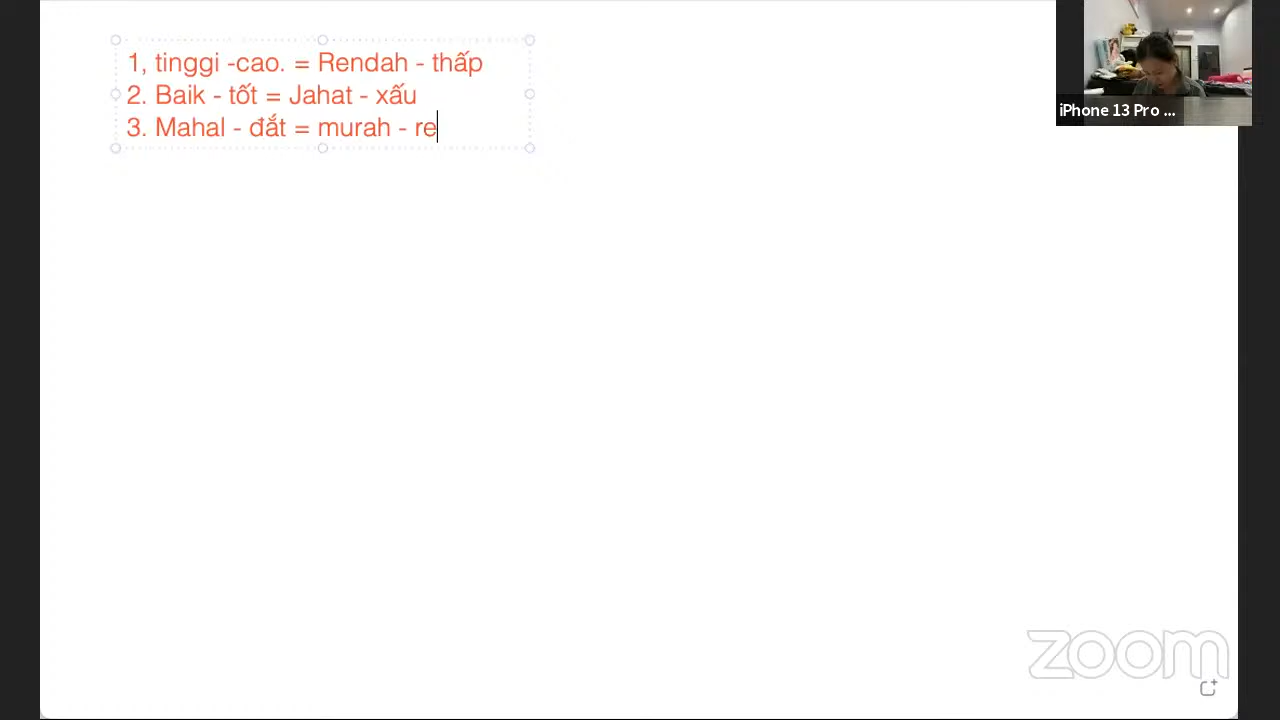 1, tinggi -cao. = Rendah - thấp
2. Baik - tốt = Jahat - xấu
3. Mahal - đắt = murah - re
iPhone 13 Pro ...
zoom